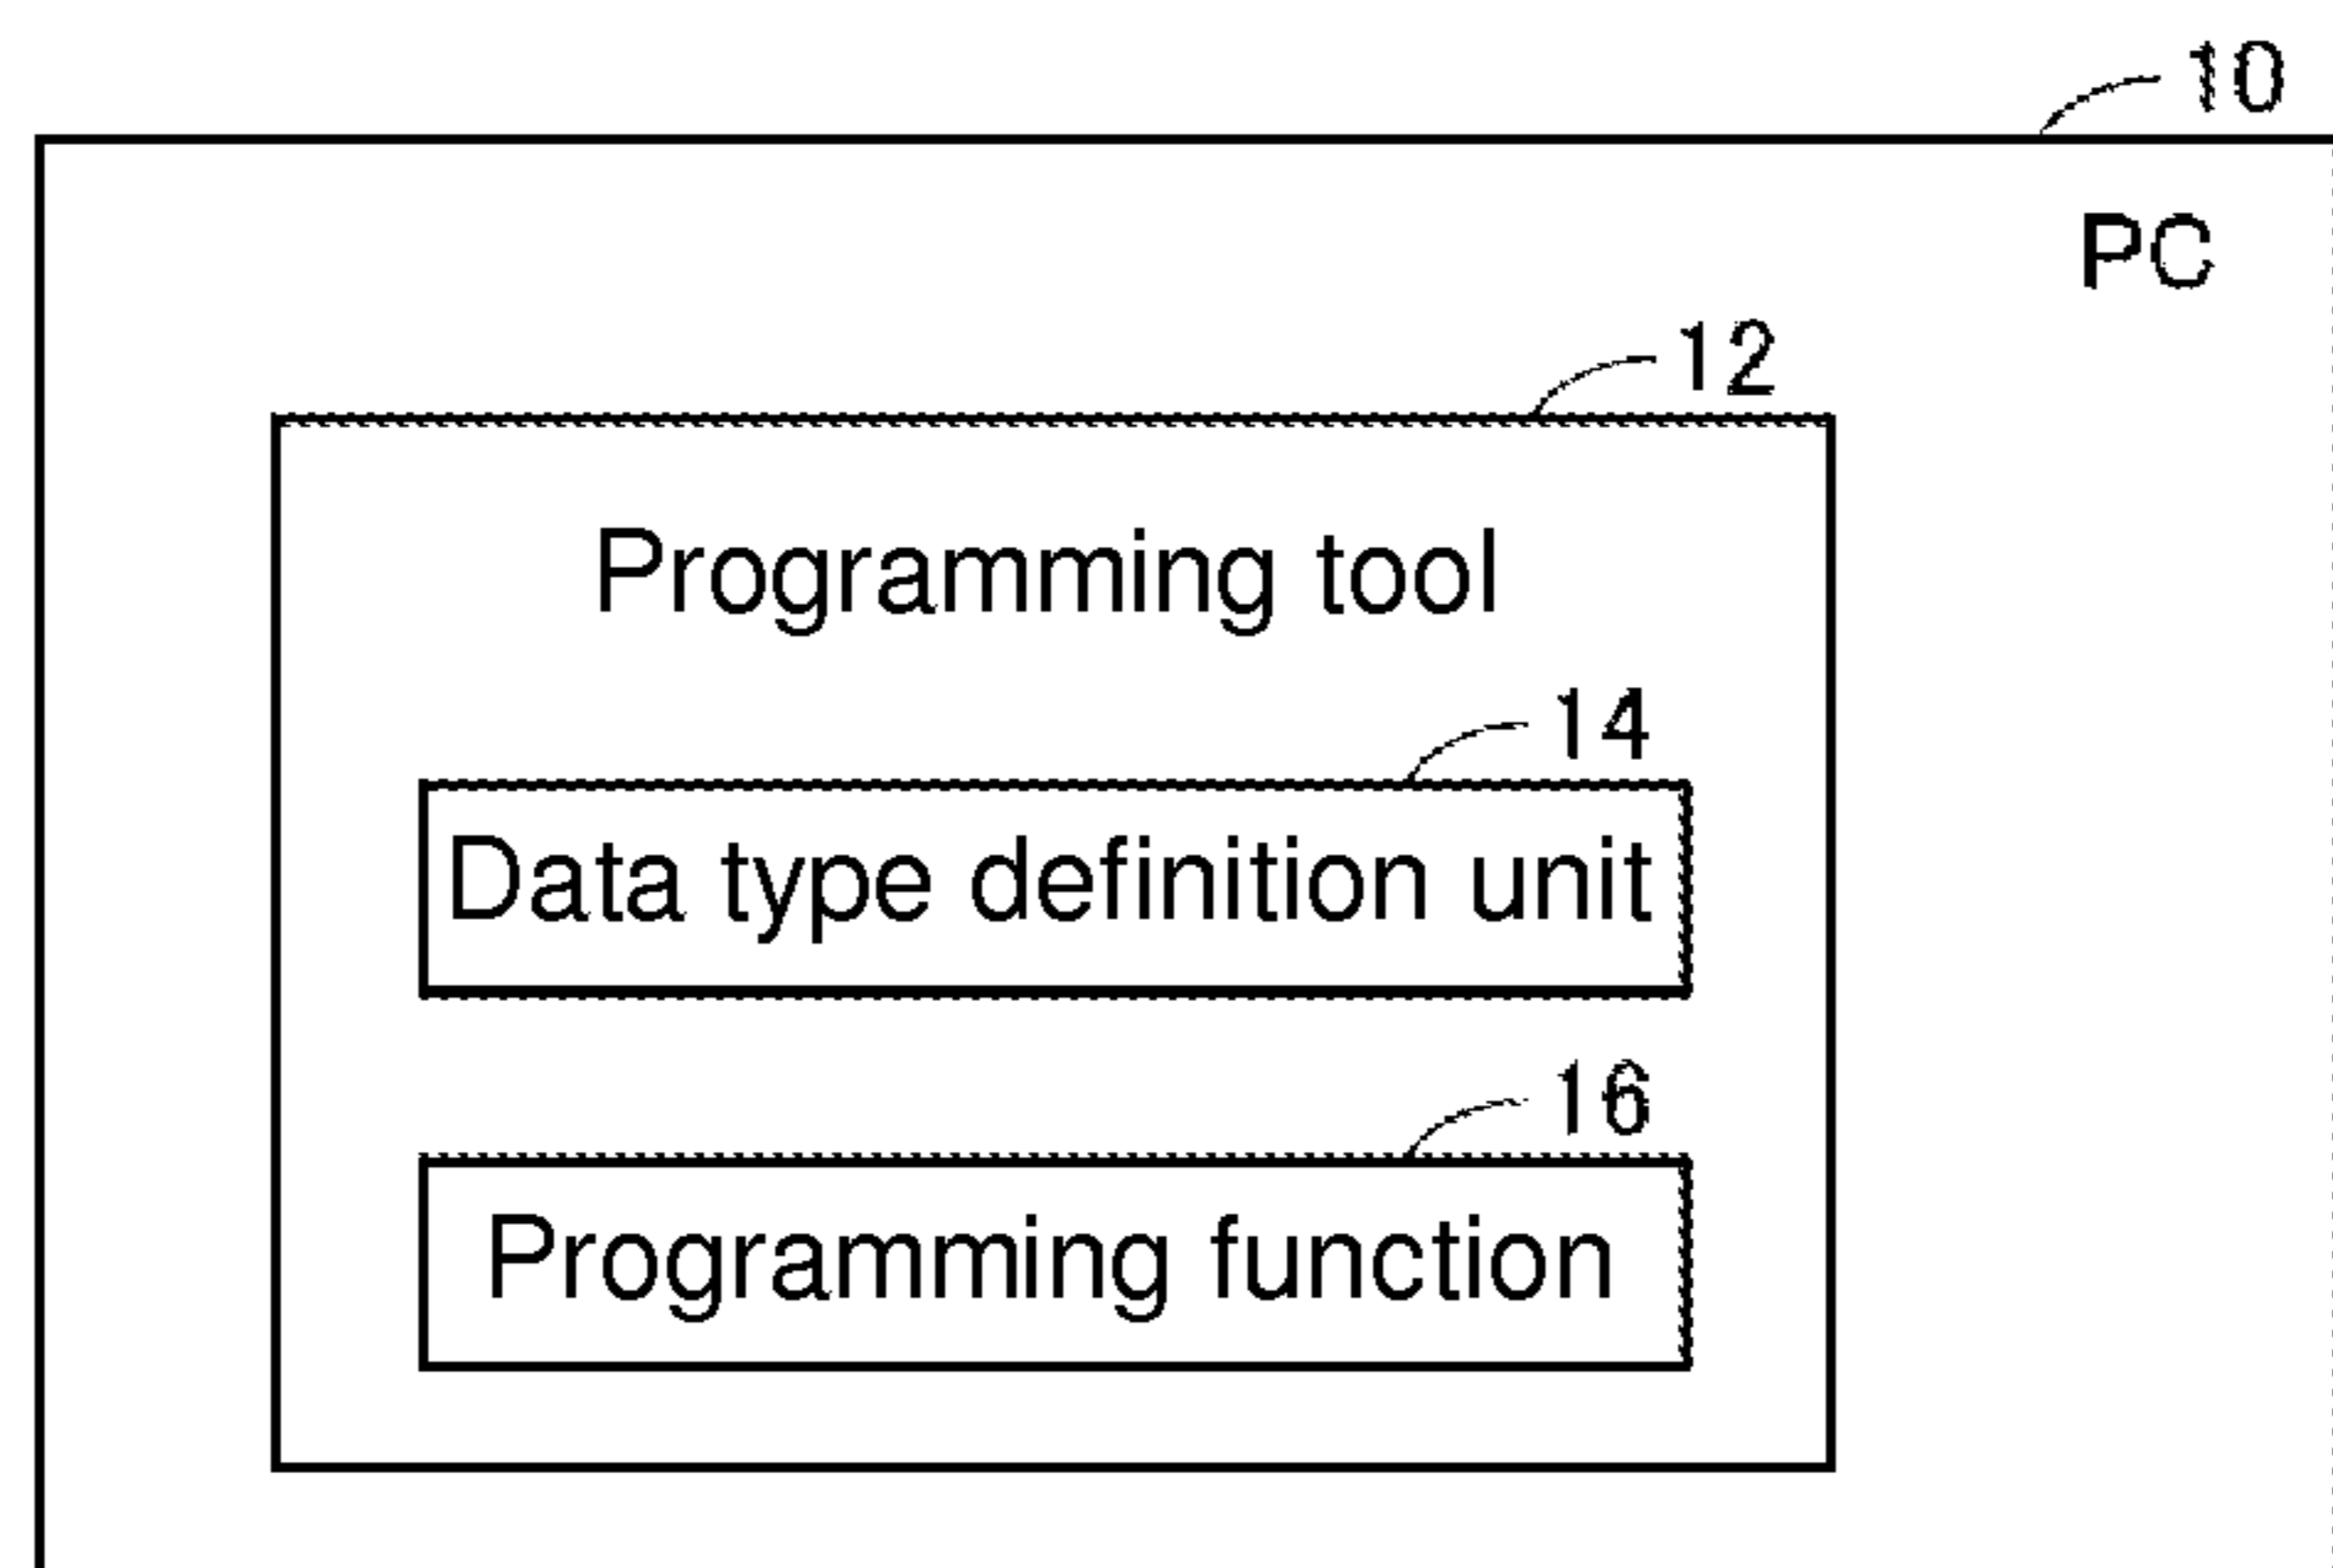 10
PC
12
Programming tool
14
Data type definition unit
16
Programming function